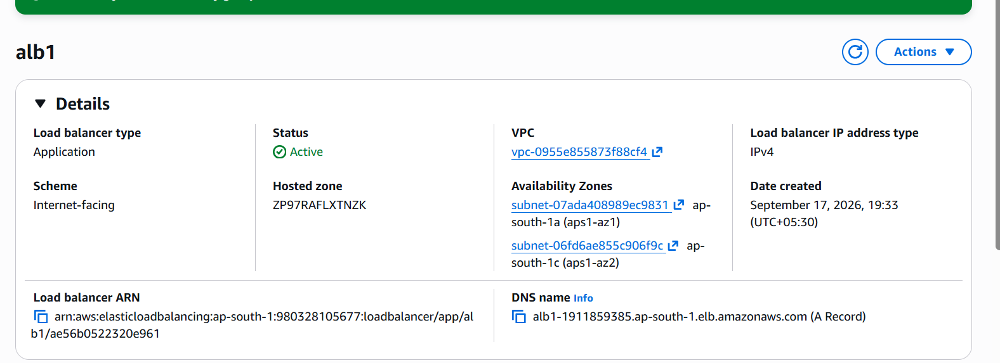 alb1
Actions
Details
Load balancer type
Application
Status
Active
VPC
vpc-0955e855873f88cf4
Load balancer IP address type
IPv4
Scheme
Internet-facing
Hosted zone
ZP97RAFLXTNZK
Availability Zones
subnet-07ada408989ec9831 ap-
south-1a (aps1-az1)
subnet-06fd6ae855c906f9c ap-
south-1c (aps1-az2)
Date created
September 17, 2026, 19:33
(UTC+05:30)
Load balancer ARN
arn:aws:elasticloadbalancing:ap-south-1:980328105677:loadbalancer/app/al
b1/ae56b0522320e961
DNS name Info
alb1-1911859385.ap-south-1.elb.amazonaws.com (A Record)